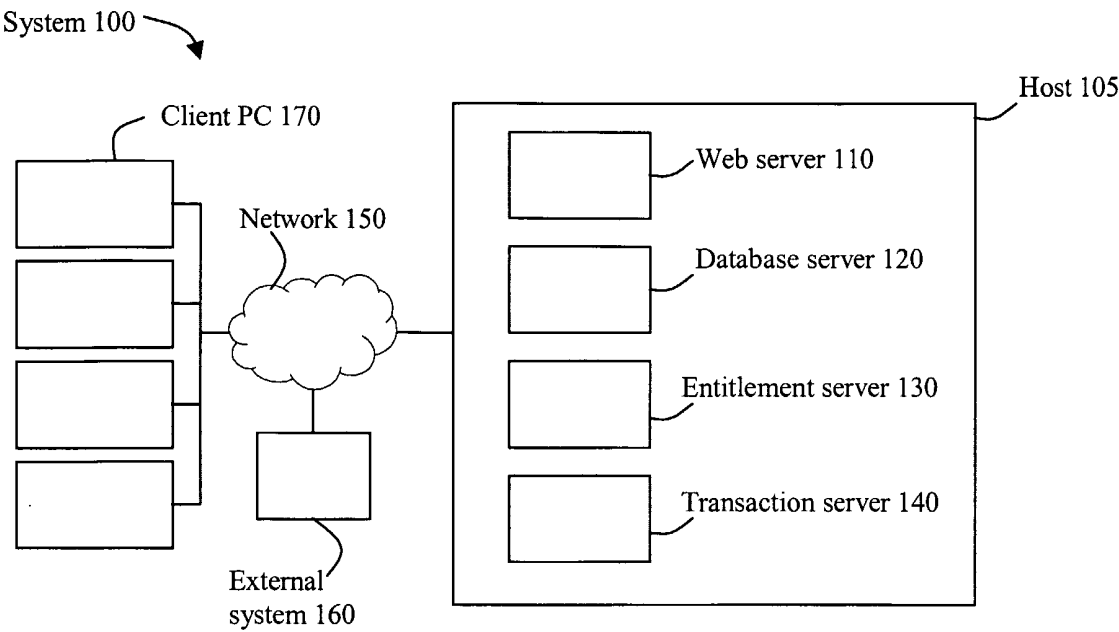 System 100
Host 105
Client PC 170
Web server 110
Network 150
Database server 120
Entitlement server 130
Transaction server 140
External
system 160